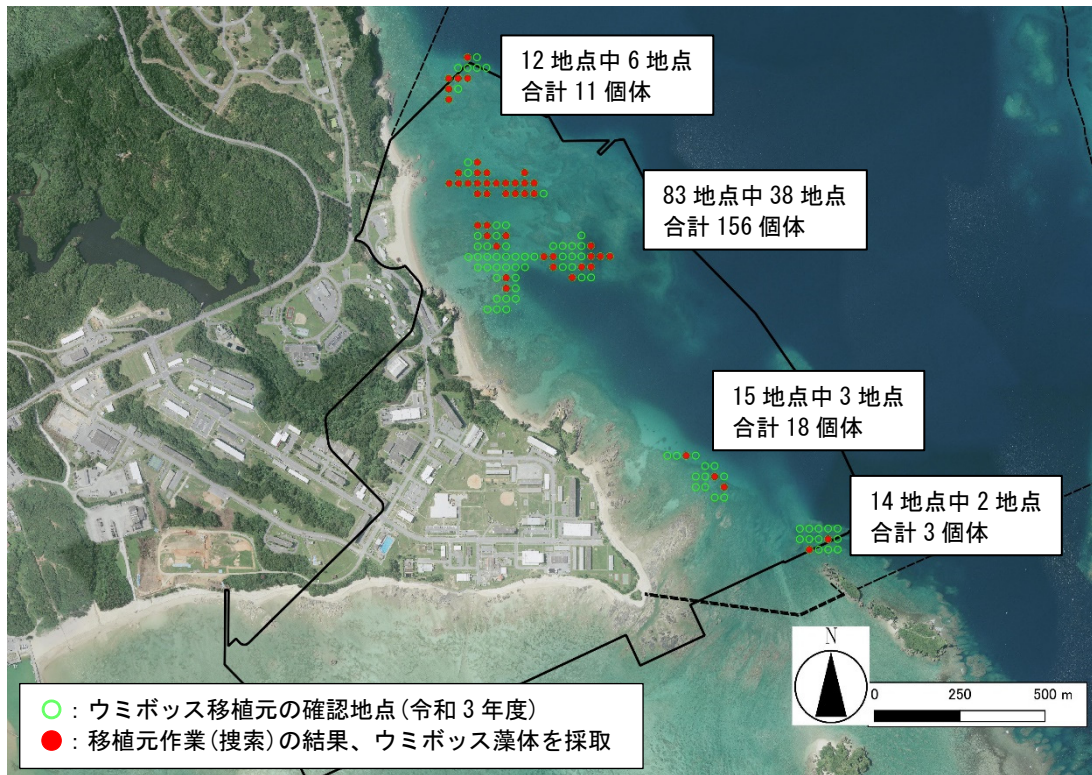 12 地点中 6 地点
合計 11 個体
83 地点中 38 地点
合計 156 個体
15 地点中 3 地点
合計 18 個体
14 地点中 2 地点
合計 3 個体
N
0 250 500 m
○：ウミボッス移植元の確認地点(令和 3 年度)
●：移植元作業(捜索)の結果、ウミボッス藻体を採取